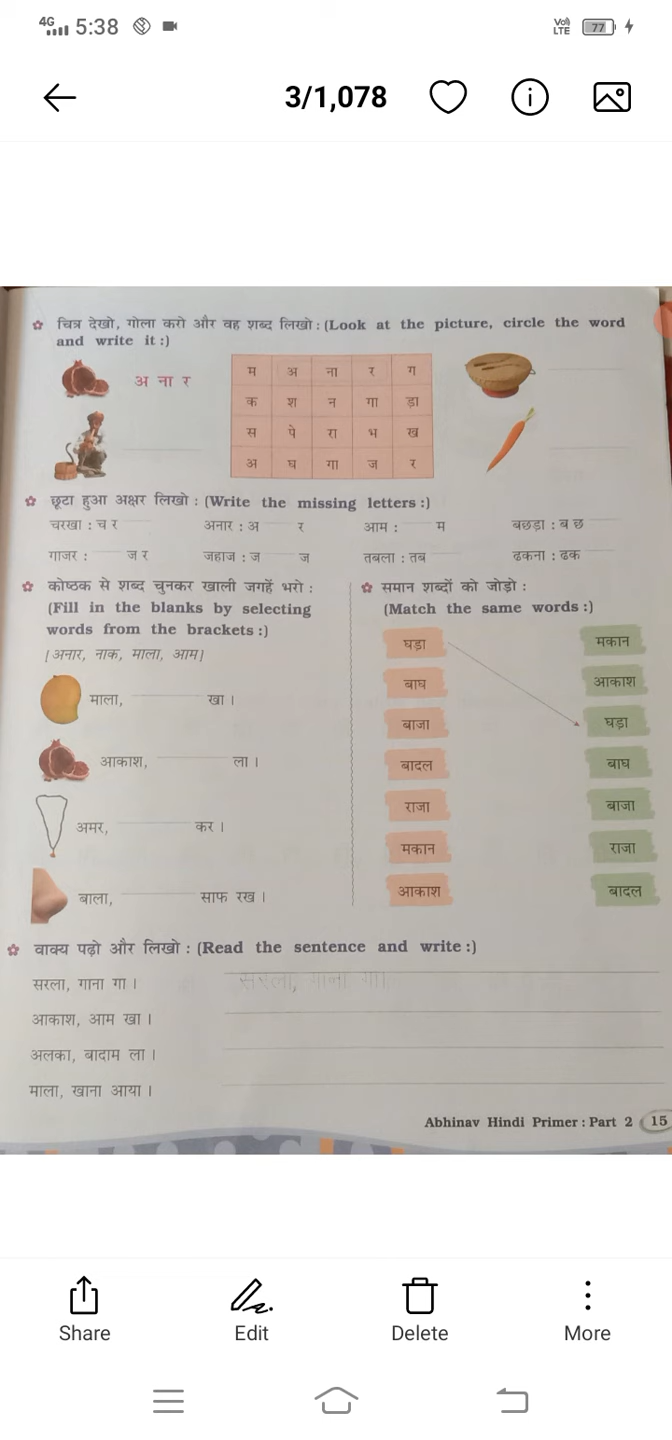 4G 5:38 Vo) LTE 77
3/1,078
चित्र देखो, गोला करो और वह शब्द लिखो : (Look at the picture, circle the word
and write it :)
अ ना र
म अ ना र ग
क श न गा ड़ा
स पे रा भ ख
अ घ गा ज र
छूटा हुआ अक्षर लिखो : (Write the missing letters :)
चरखा : च र अनार : अ र आम : म बछड़ा : ब छ
गाजर : ज र जहाज : ज ज तबला : तब ढकना : ढक
कोष्ठक से शब्द चुनकर खाली जगहें भरो :
(Fill in the blanks by selecting
words from the brackets :)
[अनार, नाक, माला, आम]
माला, खा ।
आकाश, ला ।
अमर, कर ।
बाला, साफ रख ।
समान शब्दों को जोड़ो :
(Match the same words :)
घड़ा मकान
बाघ आकाश
बाजा घड़ा
बादल बाघ
राजा बाजा
मकान राजा
आकाश बादल
वाक्य पढ़ो और लिखो : (Read the sentence and write :)
सरला, गाना गा । सरला, गाना गा ।
आकाश, आम खा ।
अलका, बादाम ला ।
माला, खाना आया ।
Abhinav Hindi Primer : Part 2 15
Share Edit Delete More